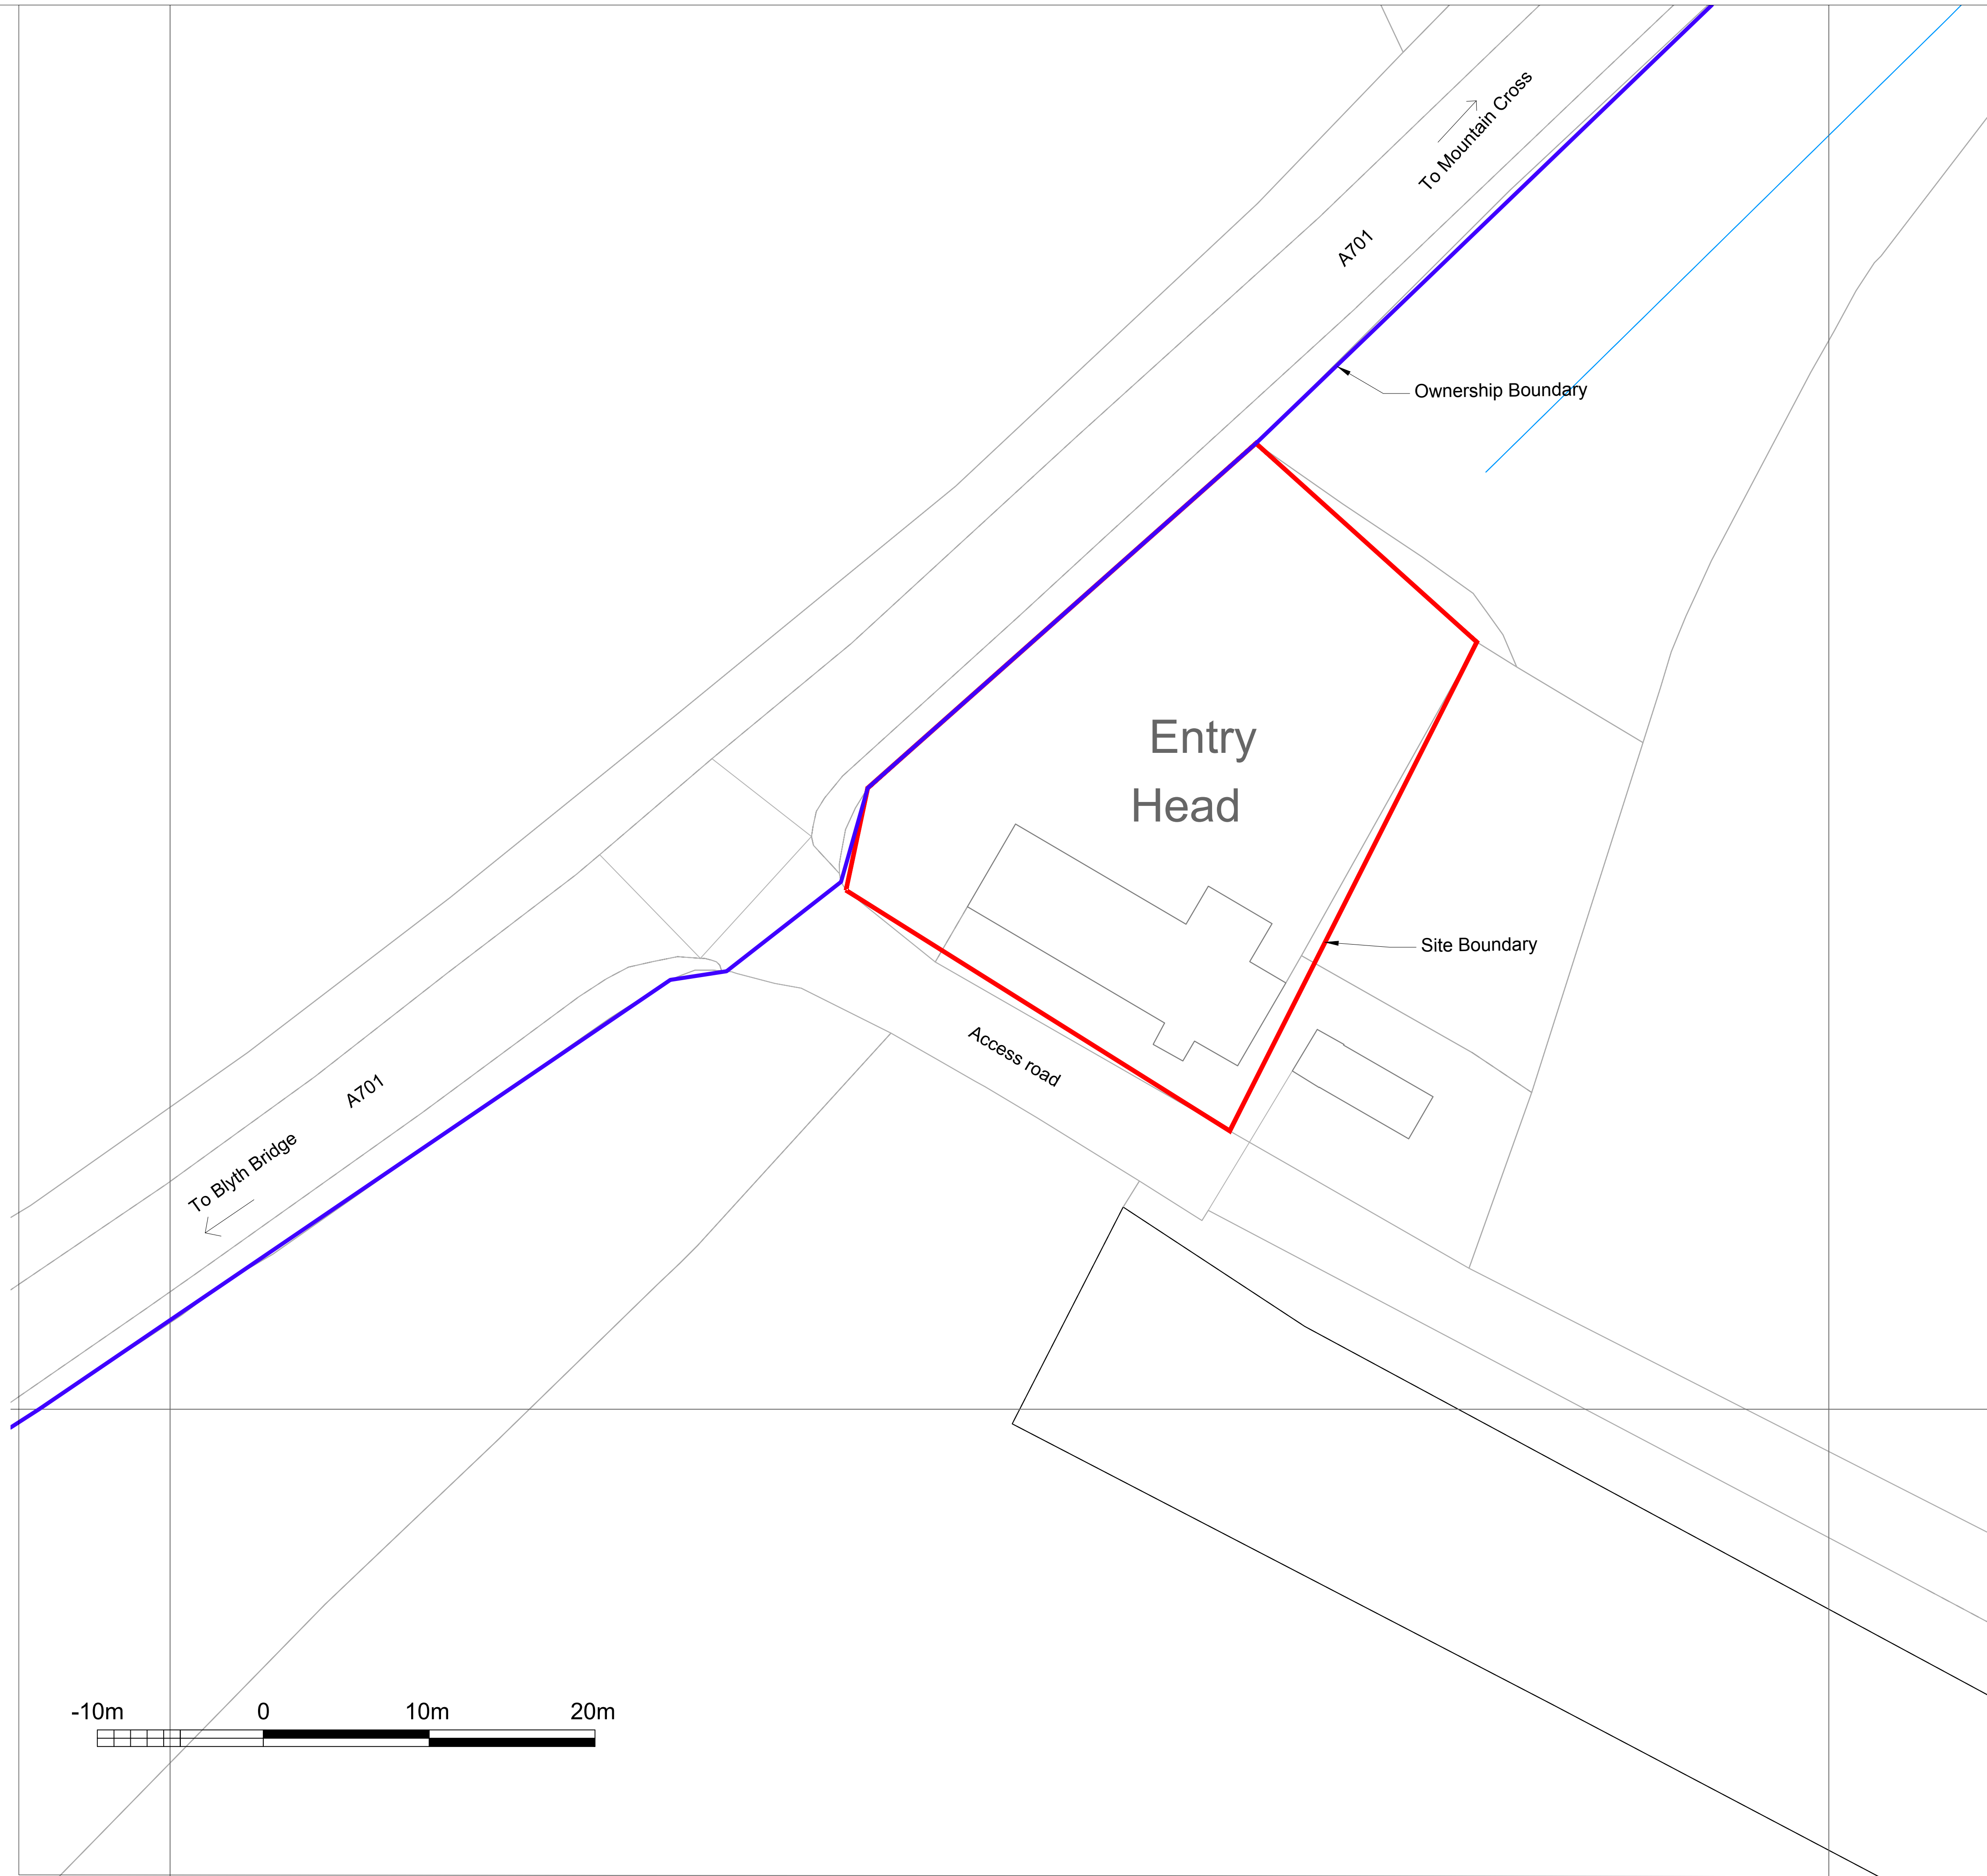 To Mountain Cross
A701
Ownership Boundary
Entry
Head
Site Boundary
Access road
A701
To Blyth Bridge
-10m 0 10m 20m